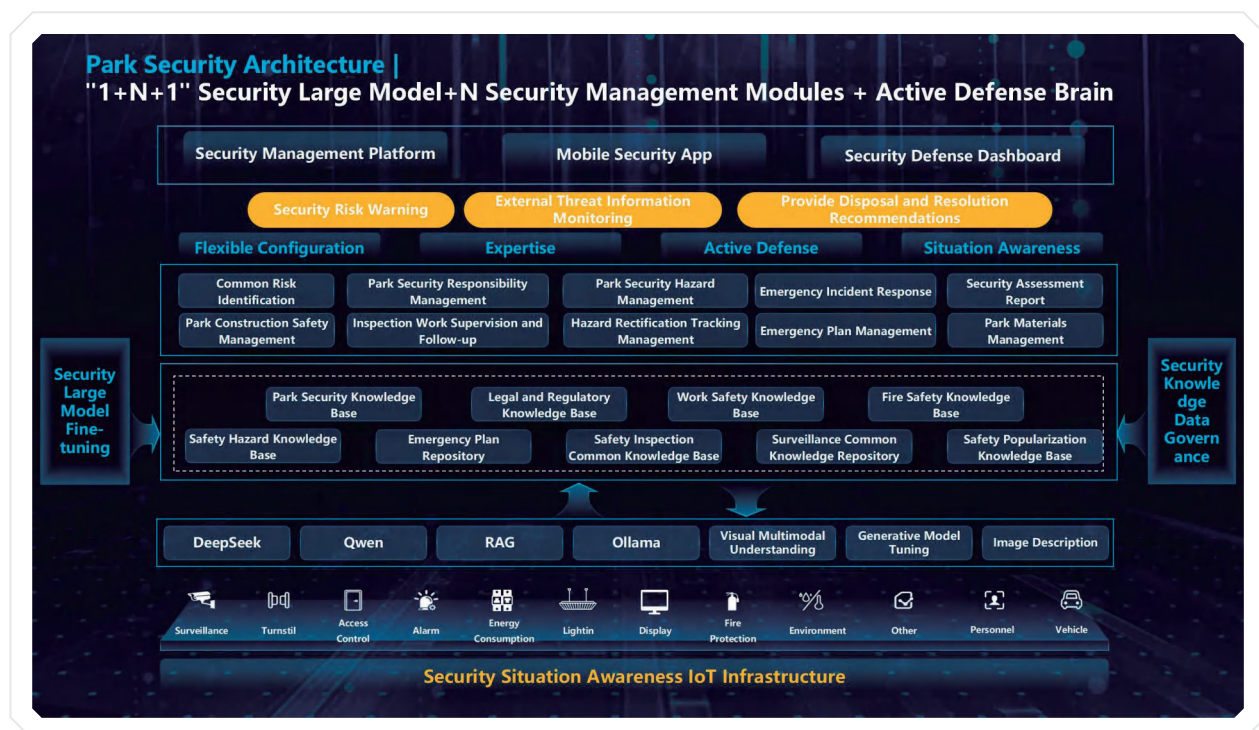 Park Security Architecture |
"1+N+1" Security Large Model+N Security Management Modules + Active Defense Brain
Security Management Platform
Mobile Security App
Security Defense Dashboard
Security Risk Warning
External Threat Information
Monitoring
Provide Disposal and Resolution
Recommendations
Flexible Configuration
Expertise
Active Defense
Situation Awareness
Common Risk
Identification
Park Security Responsibility
Management
Park Security Hazard
Management
Emergency Incident Response
Security Assessment
Report
Park Construction Safety
Management
Inspection Work Supervision and
Follow-up
Hazard Rectification Tracking
Management
Emergency Plan Management
Park Materials
Management
Security
Large
Model
Fine-
tuning
Park Security Knowledge
Base
Legal and Regulatory
Knowledge Base
Work Safety Knowledge
Base
Fire Safety Knowledge
Base
Safety Hazard Knowledge
Base
Emergency Plan
Repository
Safety Inspection
Common Knowledge Base
Surveillance Common
Knowledge Repository
Safety Popularization
Knowledge Base
Security
Knowle
dge
Data
Govern
ance
DeepSeek
Qwen
RAG
Ollama
Visual Multimodal
Understanding
Generative Model
Tuning
Image Description
Surveillance
Turnstil
Access
Control
Alarm
Energy
Consumption
Lightin
Display
Fire
Protection
Environment
Other
Personnel
Vehicle
Security Situation Awareness IoT Infrastructure